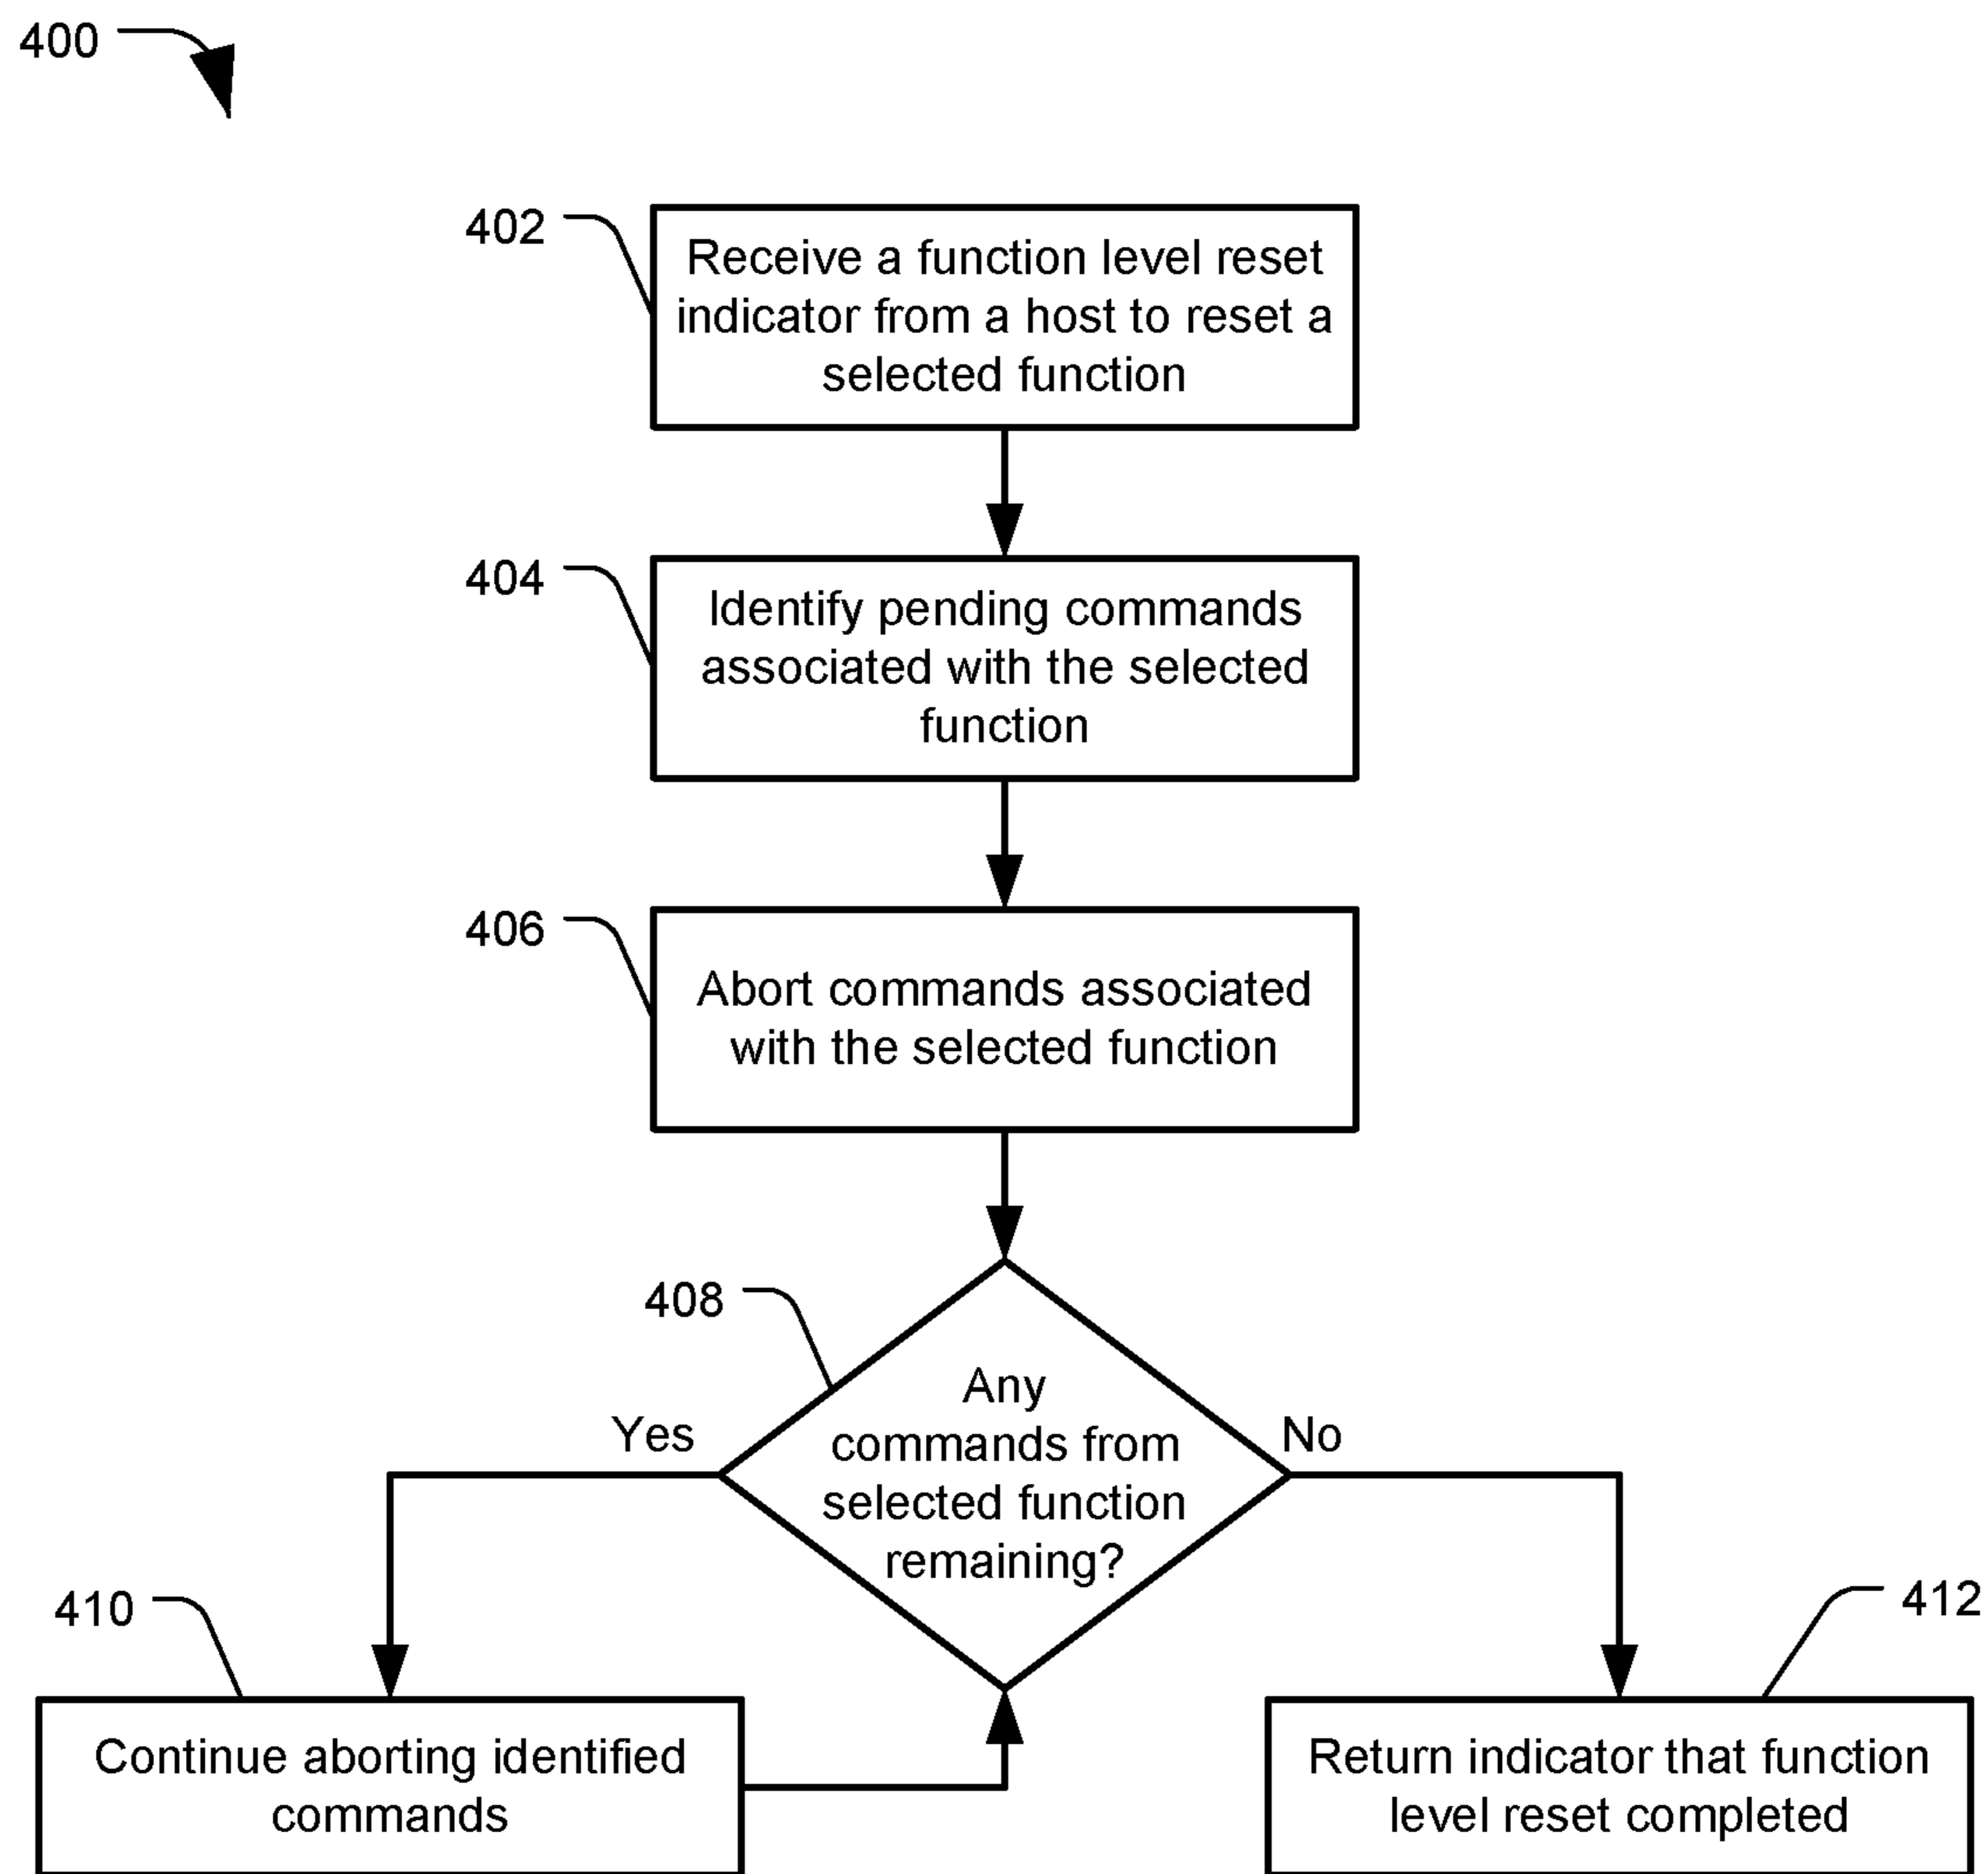 400
402
Receive a function level reset
indicator from a host to reset a
selected function
404
Identify pending commands
associated with the selected
function
406
Abort commands associated
with the selected function
408
Any
commands from
selected function
remaining?
Yes
No
410
Continue aborting identified
commands
412
Return indicator that function
level reset completed